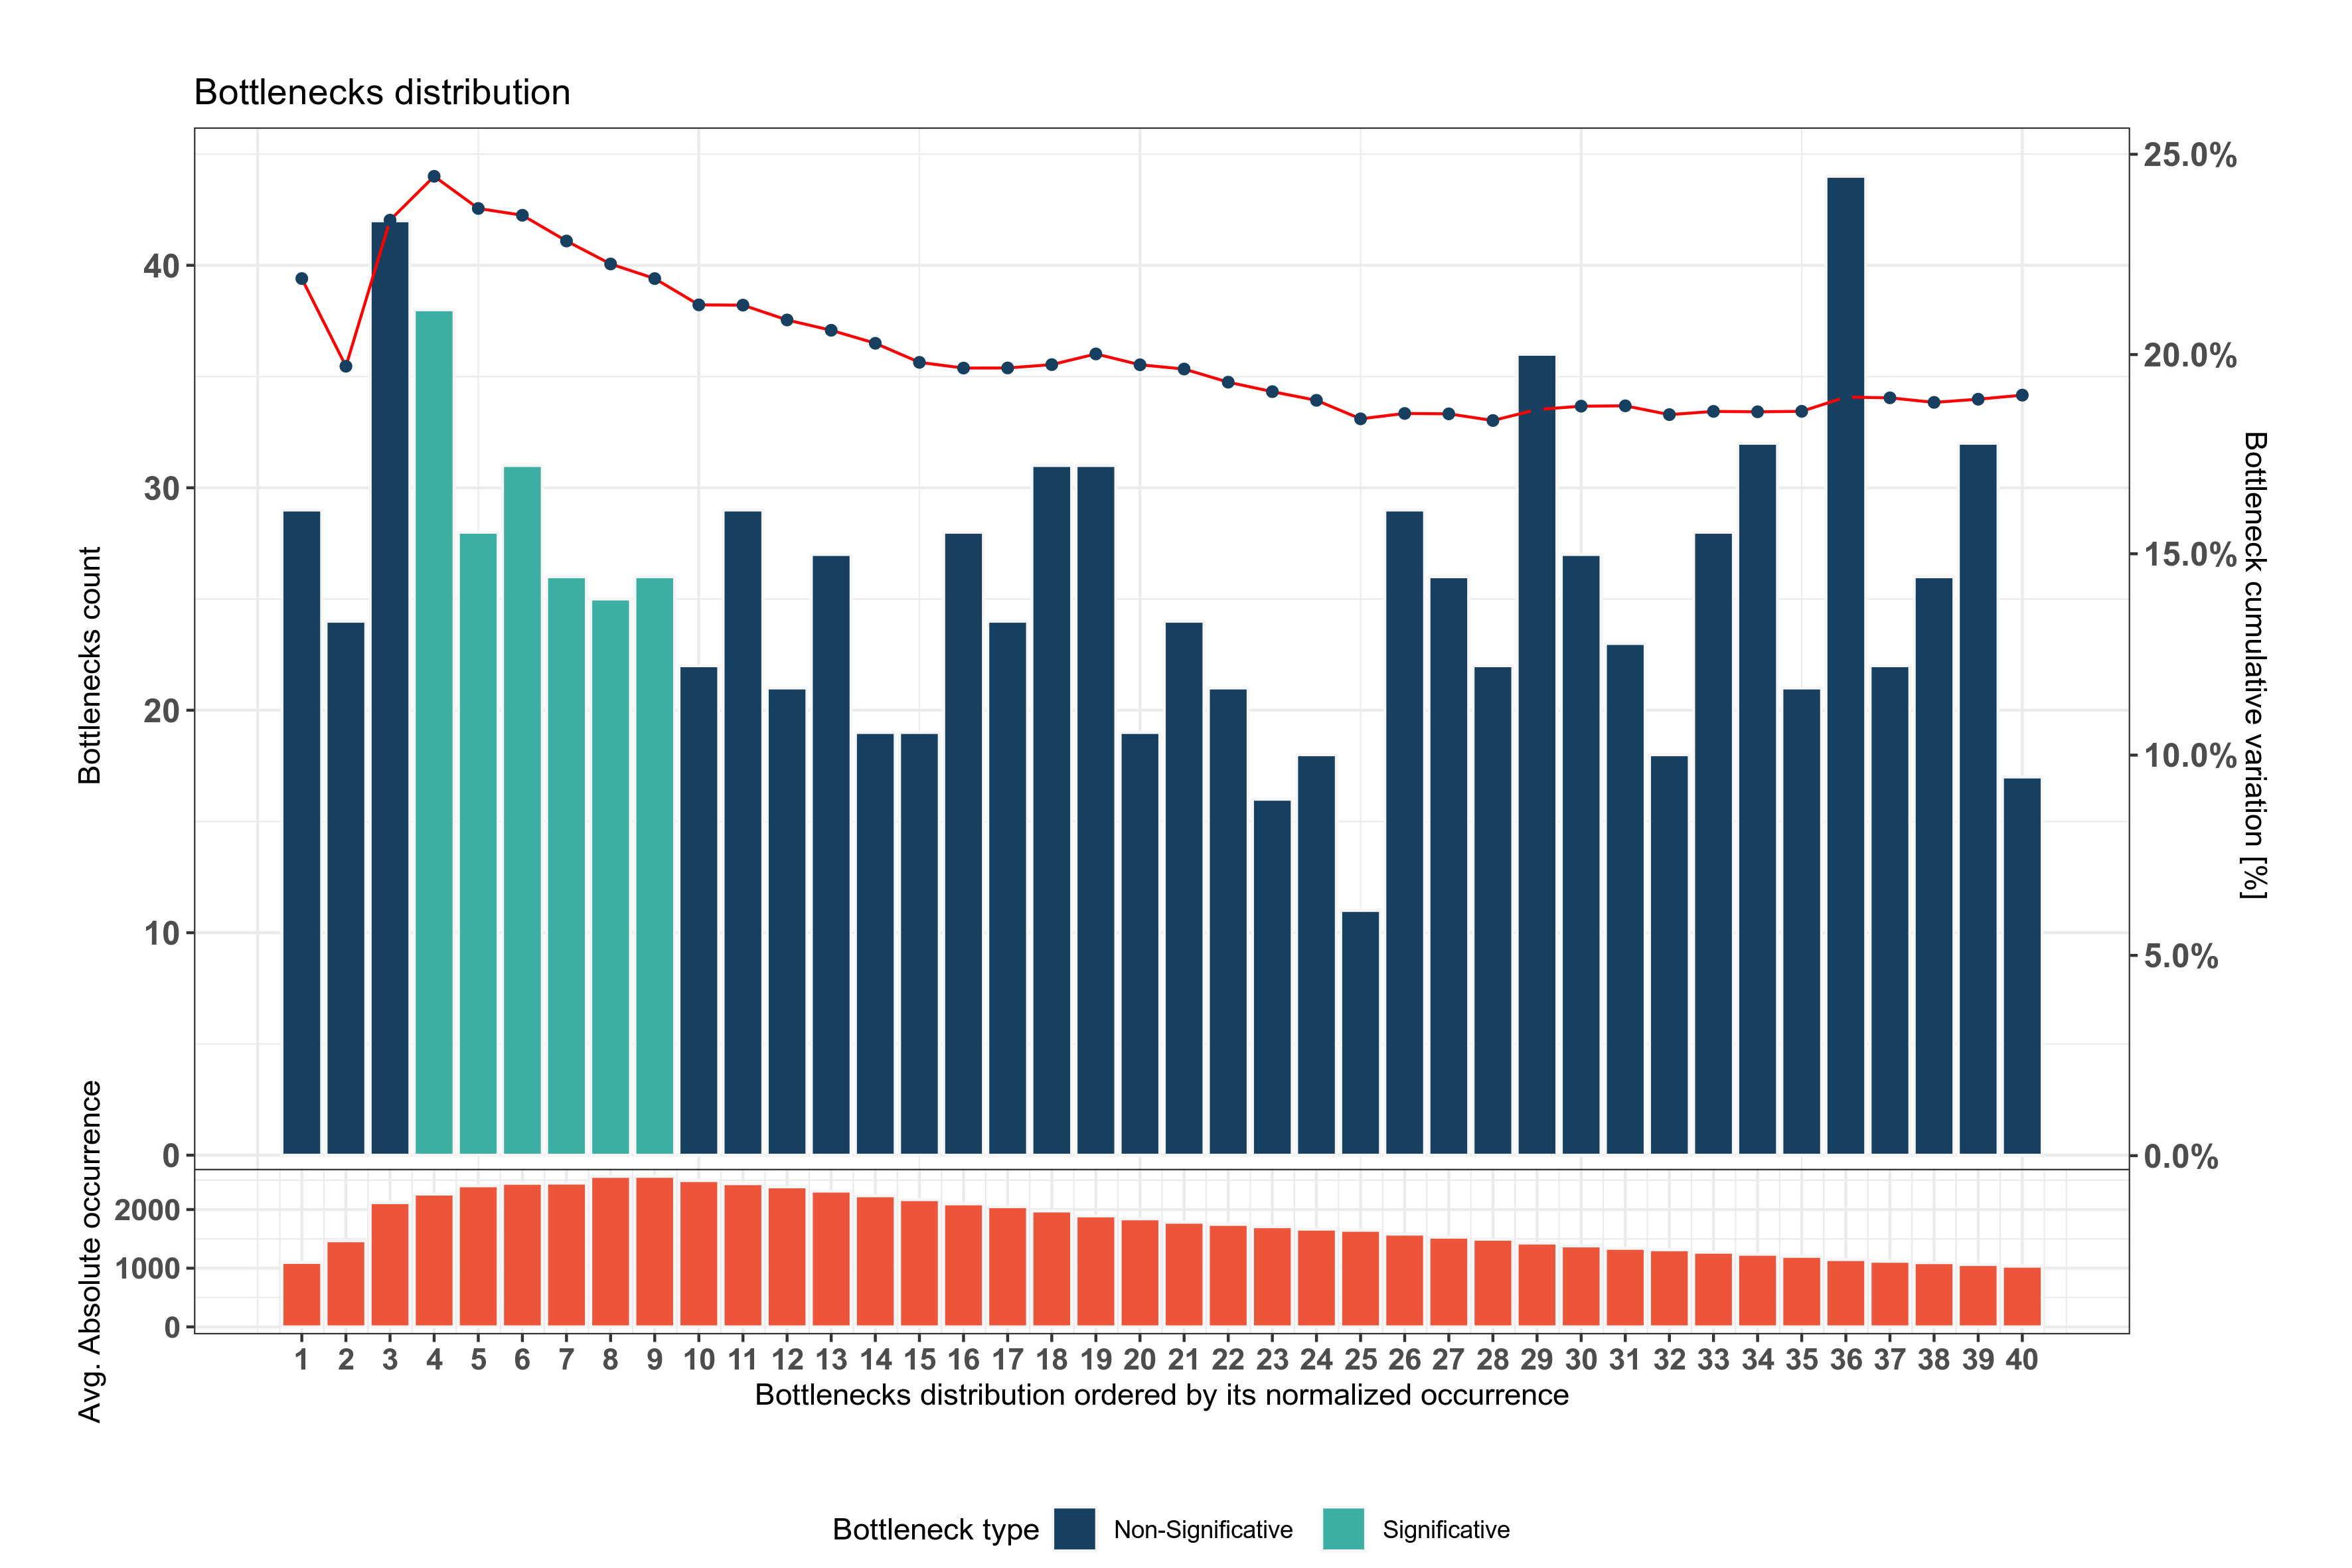 Bottlenecks distribution
Bottlenecks count
40
30
20
10
0
25.0%
20.0%
15.0%
10.0%
5.0%
0.0%
Bottleneck cumulative variation [%]
Avg. Absolute occurrence
2000
1000
0
1 2 3 4 5 6 7 8 9 10 11 12 13 14 15 16 17 18 19 20 21 22 23 24 25 26 27 28 29 30 31 32 33 34 35 36 37 38 39 40
Bottlenecks distribution ordered by its normalized occurrence
Bottleneck type Non-Significative Significative